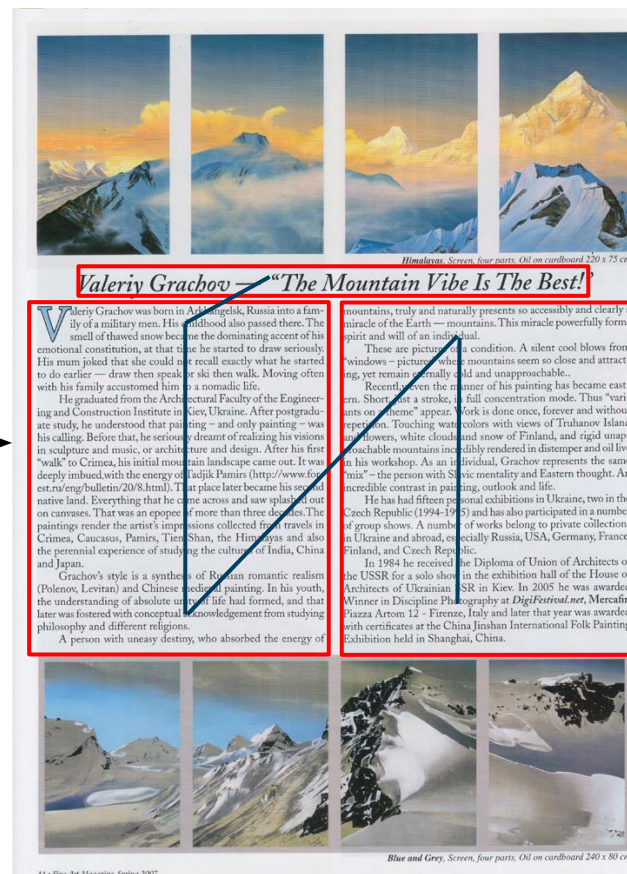 Himalayas, Screen, four parts, Oil on cardboard 220 x 75 cm
Valeriy Grachov — “The Mountain Vibe Is The Best!”
Valeriy Grachov was born in Arkhangelsk, Russia into a fam-
ily of a military men. His childhood also passed there. The
smell of thawed snow became the dominating accent of his
emotional constitution, at that time he started to draw seriously.
His mum joked that she could not recall exactly what he started
to do earlier — draw then speak or ski then walk. Moving often
with his family accustomed him to a nomadic life.
He graduated from the Architectural Faculty of the Engineer-
ing and Construction Institute in Kiev, Ukraine. After postgradu-
ate study, he understood that painting – and only painting – was
his calling. Before that, he seriously dreamt of realizing his visions
in sculpture and music, or architecture and design. After his first
“walk” to Crimea, his initial mountain landscape came out. It was
deeply imbued with the energy of Tadjik Pamirs (http://www.for-
est.ru/eng/bulletin/20/8.html), That place later became his second
native land. Everything that he came across and saw splashed out
on canvases. That was an epopee of more than three decades. The
paintings render the artist's impressions collected from travels in
Crimea, Caucasus, Pamirs, Tien Shan, the Himalayas and also
the perennial experience of studying the cultures of India, China
and Japan.
Grachov's style is a synthesis of Russian romantic realism
(Polenov, Levitan) and Chinese medieval painting. In his youth,
the understanding of absolute unity of life had formed, and that
later was fostered with conceptual acknowledgement from studying
philosophy and different religions.
A person with uneasy destiny, who absorbed the energy of
mountains, truly and naturally presents so accessibly and clearly
miracle of the Earth — mountains. This miracle powerfully form
spirit and will of an individual.
These are pictures of a condition. A silent cool blows from
“windows – pictures” where mountains seem so close and attract-
ing, yet remain eternally cold and unapproachable..
Recently, even the manner of his painting has became east-
ern. Short, just a stroke, in full concentration mode. Thus “vari-
ants on a theme” appear. Work is done once, forever and without
repetition. Touching watercolors with views of Truhanov Island
and flowers, white clouds and snow of Finland, and rigid unap-
proachable mountains incredibly rendered in distemper and oil live
in his workshop. As an individual, Grachov represents the same
“mix” – the person with Slavic mentality and Eastern thought. An
incredible contrast in painting, outlook and life.
He has had fifteen personal exhibitions in Ukraine, two in the
Czech Republic (1994-1995) and has also participated in a number
of group shows. A number of works belong to private collection
in Ukraine and abroad, especially Russia, USA, Germany, France
Finland, and Czech Republic.
In 1984 he received the Diploma of Union of Architects o
the USSR for a solo show in the exhibition hall of the House o
Architects of Ukrainian SSR in Kiev. In 2005 he was awarded
Winner in Discipline Photography at DigiFestival.net, Mercafir
Piazza Artom 12 - Firenze, Italy and later that year was awarded
with certificates at the China Jinshan International Folk Painting
Exhibition held in Shanghai, China.
Blue and Grey, Screen, four parts, Oil on cardboard 240 x 80 cm
Fine Art Magazine, Spring 2007